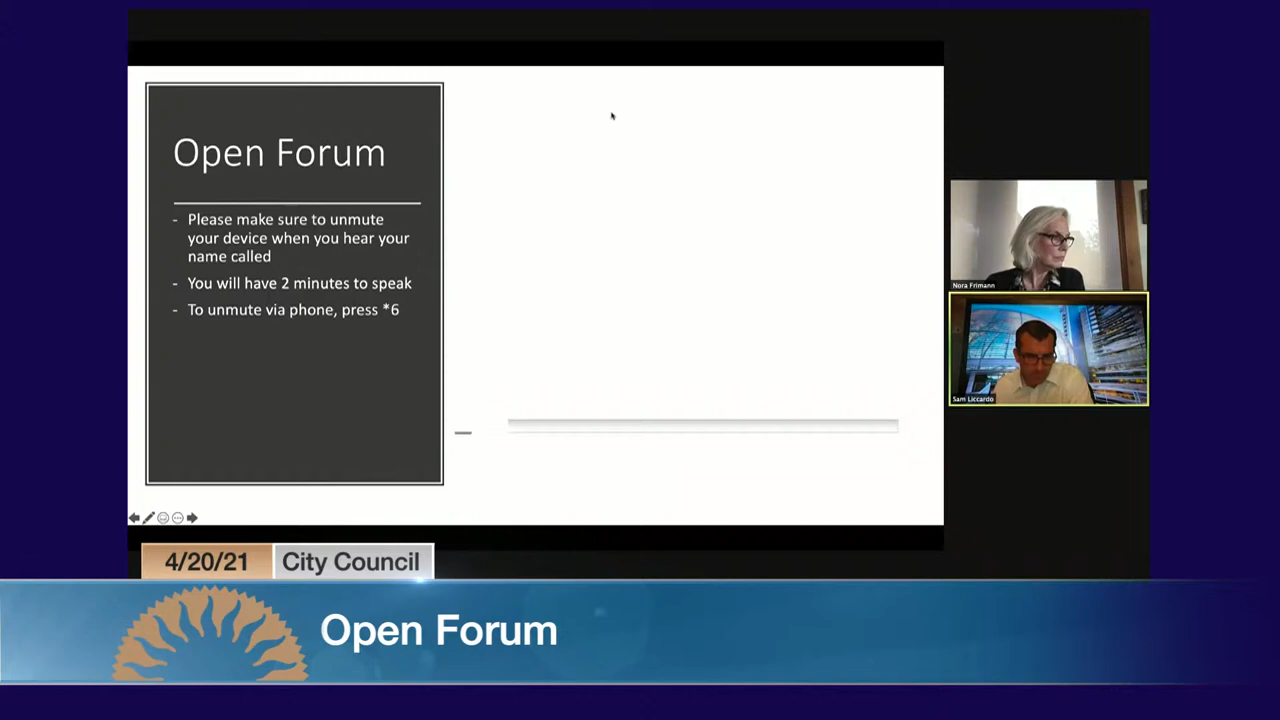 Open Forum
- Please make sure to unmute
your device when you hear your
name called
- You will have 2 minutes to speak
- To unmute via phone, press *6
Nora Frimann
Sam Liccardo
4/20/21
City Council
Open Forum